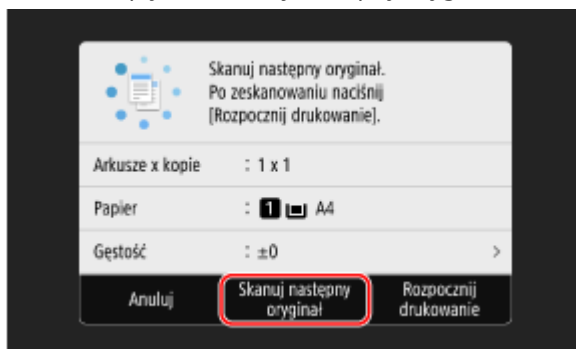 Skanuj następny oryginał.
Po zeskanowaniu naciśnij
[Rozpocznij drukowanie].
Arkusze x kopie : 1 x 1
Papier : 1 A4
Gęstość : ±0 >
Anuluj
Skanuj następny
oryginał
Rozpocznij
drukowanie